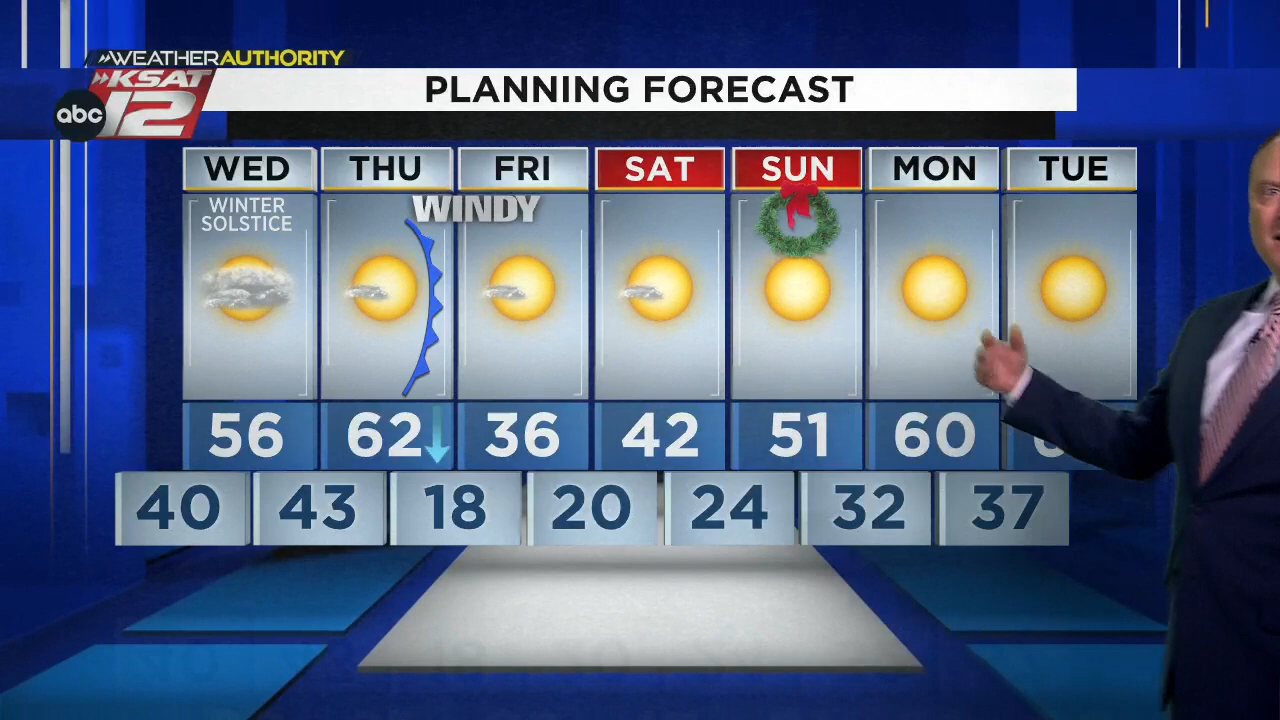 WEATHERAUTHORITY
KSAT
abc 12
PLANNING FORECAST
WED THU FRI SAT SUN MON TUE
WINTER
SOLSTICE
WINDY
56 62 36 42 51 60
40 43 18 20 24 32 37